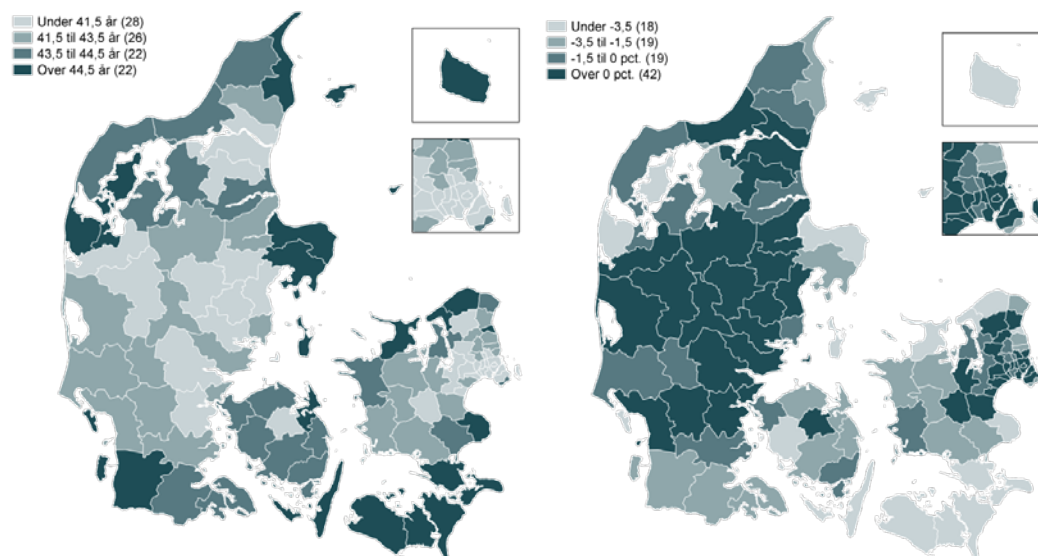 Under 41,5 år (28)
41,5 til 43,5 år (26)
43,5 til 44,5 år (22)
Over 44,5 år (22)
Under -3,5 (18)
-3,5 til -1,5 (19)
-1,5 til 0 pct. (19)
Over 0 pct. (42)